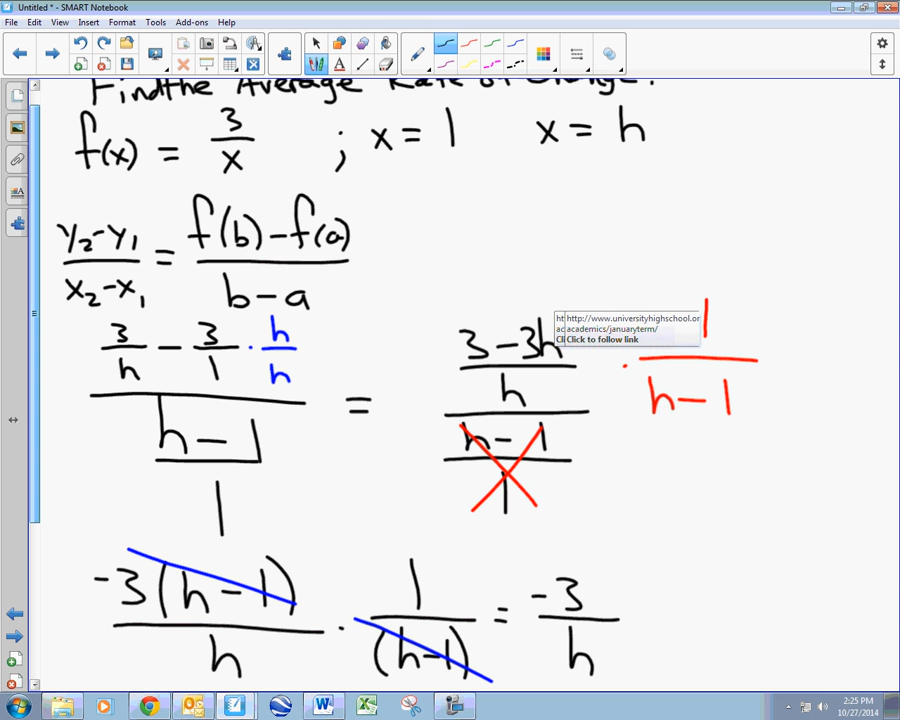 Untitled * - SMART Notebook
File Edit View Insert Format Tools Add-ons Help
Find the Average Rate of Change.
f(x) = 3/x ; x = 1 x = h
y₂-y₁/x₂-x₁ = f(b)-f(a)/b-a
3/h - 3/1 · h/h
h - 1
1
=
3 - 3h
h
h - 1
1
· 1/h-1
http://www.universityhighschool.or
academics/januaryterm/
Click to follow link
-3(h-1)/h · 1/(h-1) = -3/h
2:25 PM
10/27/2014